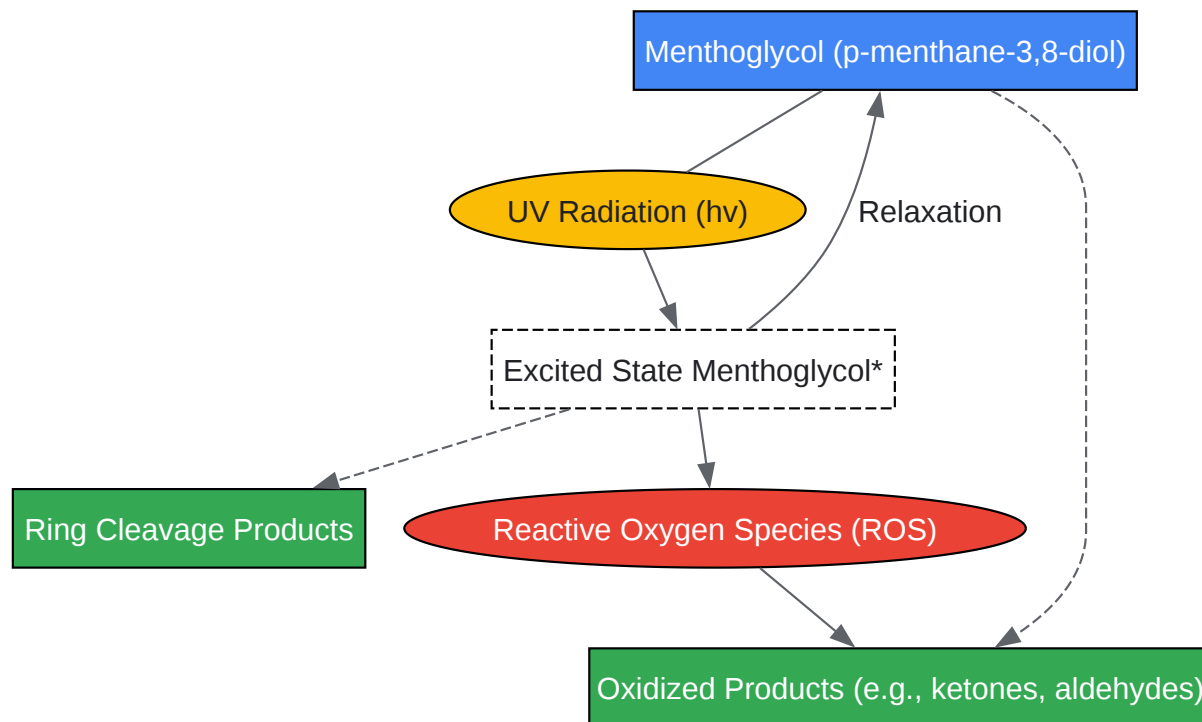 Menthoglycol (p-menthane-3,8-diol)
UV Radiation (hv)
Relaxation
Excited State Menthoglycol*
Ring Cleavage Products
Reactive Oxygen Species (ROS)
Oxidized Products (e.g., ketones, aldehydes)